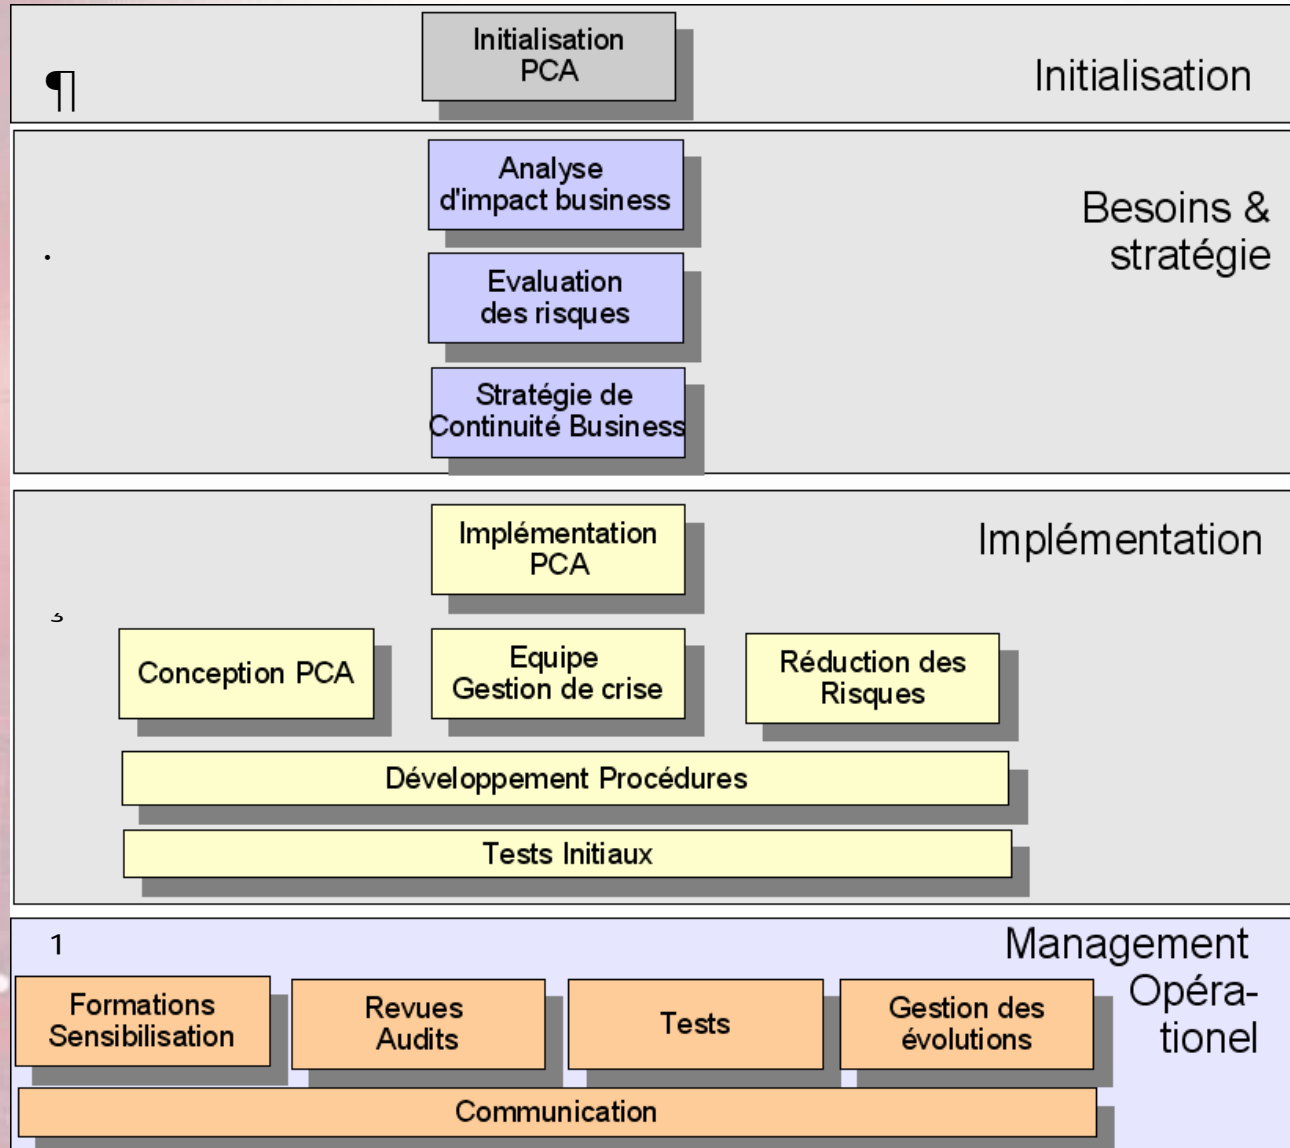 Initialisation
PCA
¶
Initialisation
Analyse
d'impact business
Besoins &
stratégie
·
Evaluation
des risques
Stratégie de
Continuité Business
Implémentation
PCA
Implémentation
Conception PCA
Equipe
Gestion de crise
Réduction des
Risques
Développement Procédures
Tests Initiaux
1
Management
Opéra-
tionel
Formations
Sensibilisation
Revues
Audits
Tests
Gestion des
évolutions
Communication